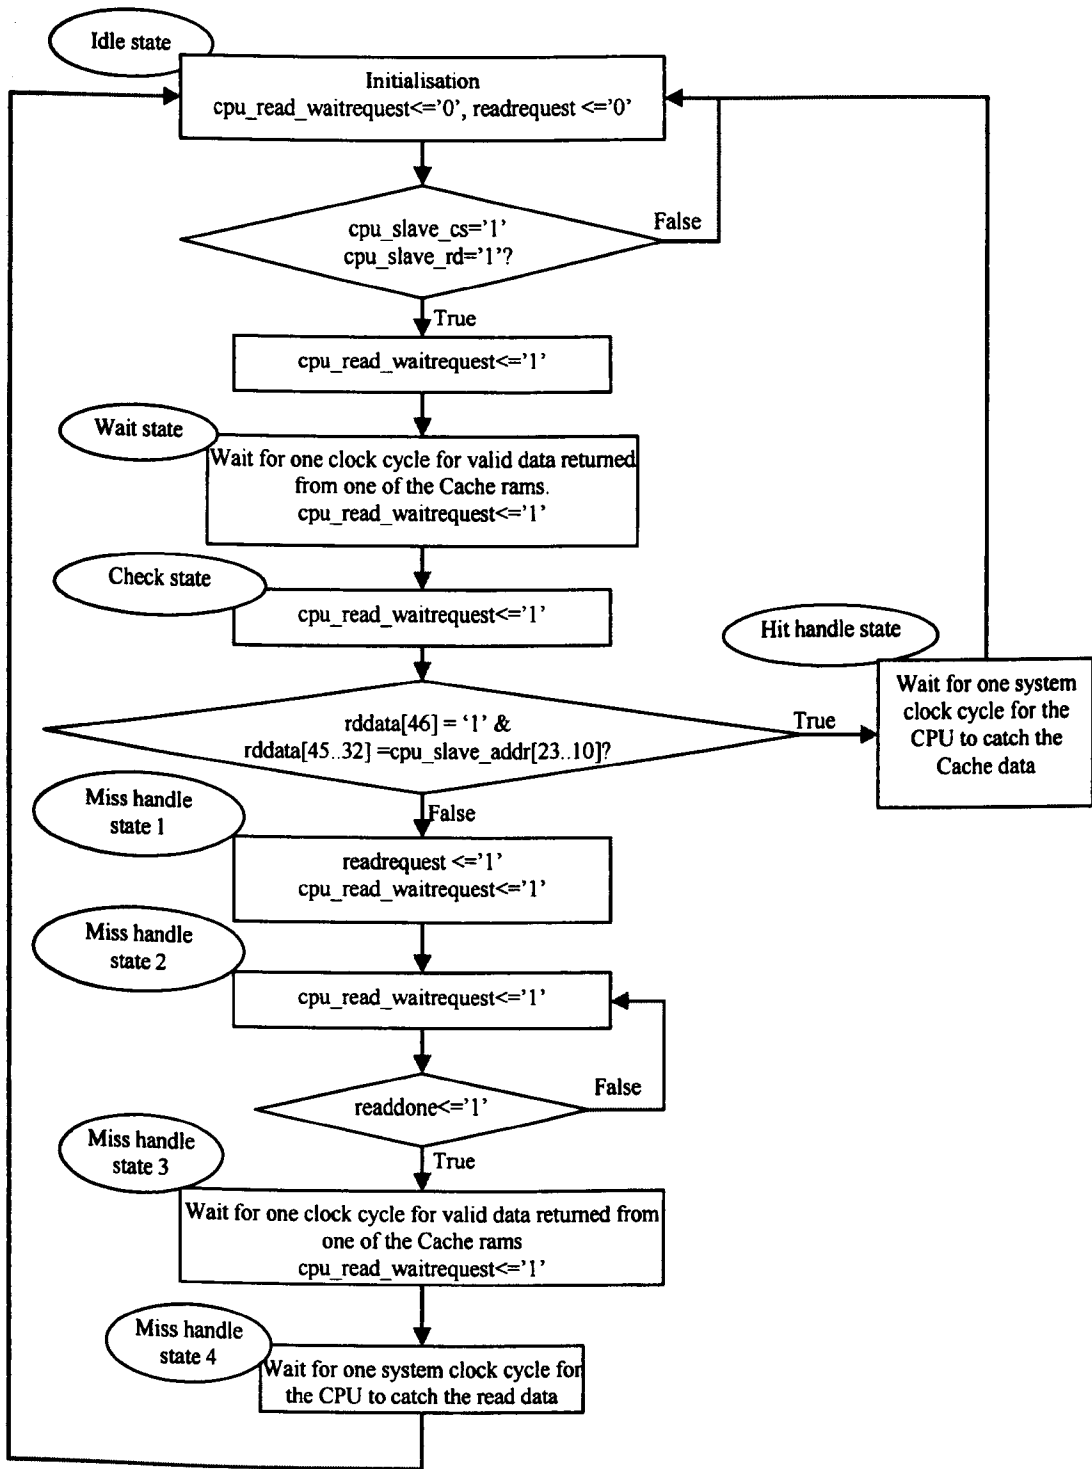 Idle state
Initialisation
cpu_read_waitrequest<='0', readrequest <='0'
cpu_slave_cs='1'
cpu_slave_rd='1'?
False
True
cpu_read_waitrequest<='1'
Wait state
Wait for one clock cycle for valid data returned
from one of the Cache rams.
cpu_read_waitrequest<='1'
Check state
cpu_read_waitrequest<='1'
Hit handle state
Wait for one system
clock cycle for the
CPU to catch the
Cache data
rddata[46] = ‘1’ &
rddata[45..32] =cpu_slave_addr[23..10]?
True
False
Miss handle
state 1
readrequest <='1'
cpu_read_waitrequest<='1'
Miss handle
state 2
cpu_read_waitrequest<='1'
readdone<='1'
False
True
Miss handle
state 3
Wait for one clock cycle for valid data returned from
one of the Cache rams
cpu_read_waitrequest<='1'
Miss handle
state 4
Wait for one system clock cycle for
the CPU to catch the read data